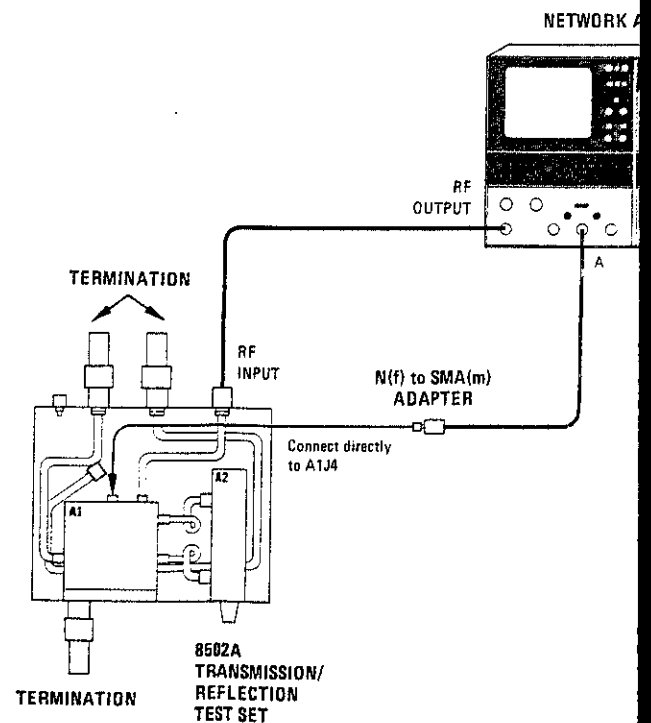 NETWORK A
RF
OUTPUT
A
TERMINATION
RF
INPUT
N(f) to SMA(m)
ADAPTER
Connect directly
to A1J4
A1
A2
8502A
TRANSMISSION/
REFLECTION
TEST SET
TERMINATION